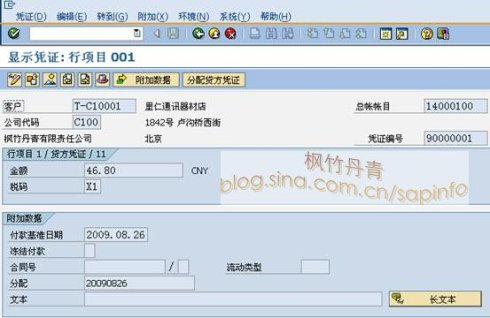 凭证(D) 编辑(E) 转到(G) 附加(X) 环境(N) 系统(Y) 帮助(H)
显示凭证：行项目 001
附加数据 分配贷方凭证
客户 T-C10001 里仁通讯器材店 总帐帐目 14000100
公司代码 C100 1842号 卢沟桥西街
枫竹丹青有限责任公司 北京 凭证编号 90000001
行项目 1 / 贷方凭证 / 11
金额 46.80 CNY
税码 X1
枫竹丹青
blog.sina.com.cn/sapinfo
附加数据
付款基准日期 2009.08.26
冻结付款
合同号 / 流动类型
分配 20090826
文本 长文本